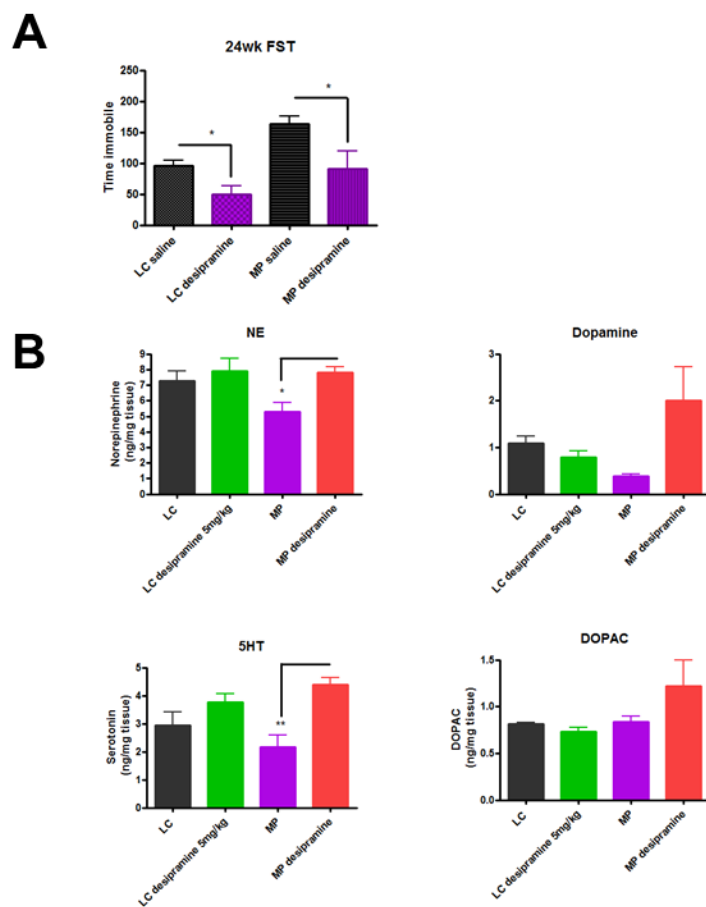 A
24wk FST
Time immobile
250
200
150
100
50
0
*
*
LC saline
LC desipramine
MP saline
MP desipramine
B
NE
Norepinephrine
(ng/mg tissue)
9
8
7
6
5
4
3
2
1
0
*
LC
LC desipramine 5mg/kg
MP
MP desipramine
Dopamine
(ng/mg tissue)
3
2
1
0
LC
LC desipramine 5mg/kg
MP
MP desipramine
5HT
Serotonin
(ng/mg tissue)
5
4
3
2
1
0
**
LC
LC desipramine 5mg/kg
MP
MP desipramine
DOPAC
DOPAC
(ng/mg tissue)
1.5
1.0
0.5
0.0
LC
LC desipramine 5mg/kg
MP
MP desipramine